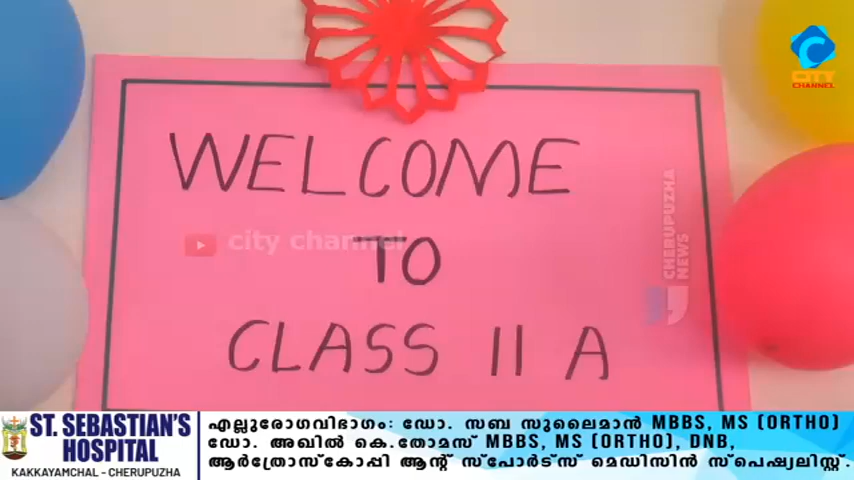 CITY
CHANNEL
WELCOME
TO
CLASS II A
city channel
CHERUPUZHA
NEWS
ST. SEBASTIAN'S
HOSPITAL
KAKKAYAMCHAL - CHERUPUZHA
എല്ലുരോഗവിഭാഗം: ഡോ. സബ സുലൈമാൻ MBBS, MS (ORTHO)
ഡോ. അഖിൽ കെ.തോമസ് MBBS, MS (ORTHO), DNB,
ആർത്രോസ്കോപ്പി ആന്റ് സ്പോർട്സ് മെഡിസിൻ സ്പെഷ്യലിസ്റ്റ്.